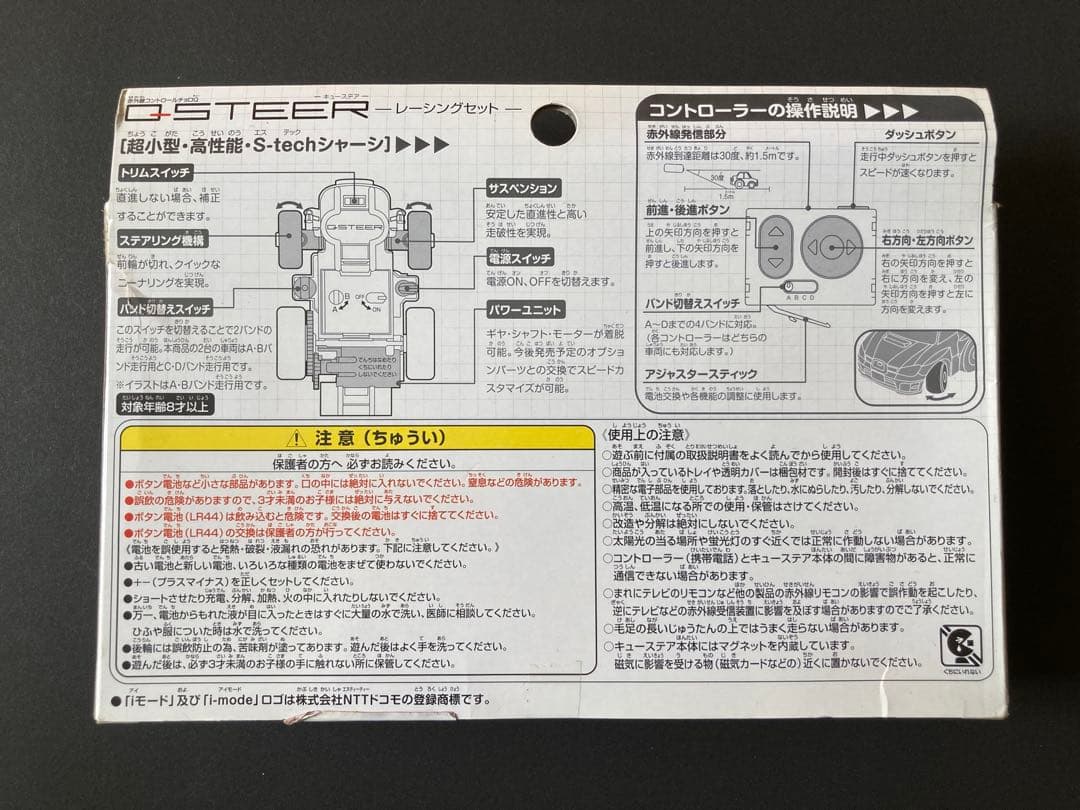 赤外線コントロールチョロQ
Q-STEER
—キューステア—
—レーシングセット—
[超小型・高性能・S-techシャーシ]▶▶▶
トリムスイッチ
直進しない場合、補正
することができます。
ステアリング機構
前輪が切れ、クイックな
コーナリングを実現。
バンド切替えスイッチ
このスイッチを切替えることで2バンドの
走行が可能。本商品の2台の車両はA・Bバ
ンド走行用とC・Dバンド走行用です。
※イラストはA・Bバンド走行用です。
対象年齢8才以上
Q-STEER
B
A
OFF
ON
でんちはなめたり
くちにいれたり
しないでください
サスペンション
安定した直進性と高い
走破性を実現。
電源スイッチ
電源ON、OFFを切替えます。
パワーユニット
ギヤ・シャフト・モーターが着脱
可能。今後発売予定のオプショ
ンパーツとの交換でスピードカ
スタマイズが可能。
コントローラーの操作説明▶▶▶
赤外線発信部分
赤外線到達距離は30度、約1.5mです。
30度
1.5m
前進・後進ボタン
上の矢印方向を押すと
前進し、下の矢印方向を
押すと後進します。
バンド切替えスイッチ
A〜Dまでの4バンドに対応。
(各コントローラーはどちらの
車両にも対応します。)
アジャスタースティック
電池交換や各機能の調整に使用します。
A B C D
ダッシュボタン
走行中ダッシュボタンを押すと
スピードが速くなります。
右方向・左方向ボタン
右の矢印方向を押すと
右に方向を変え、左の
矢印方向を押すと左に
方向を変えます。
⚠ 注意(ちゅうい)
保護者の方へ 必ずお読みください。
●ボタン電池など小さな部品があります。口の中には絶対に入れないでください。窒息などの危険があります。
●誤飲の危険がありますので、3才未満のお子様には絶対に与えないでください。
●ボタン電池(LR44)は飲み込むと危険です。交換後の電池はすぐに捨ててください。
●ボタン電池(LR44)の交換は保護者の方が行ってください。
《電池を誤使用すると発熱・破裂・液漏れの恐れがあります。下記に注意してください。》
●古い電池と新しい電池、いろいろな種類の電池をまぜて使わないでください。
●+−(プラスマイナス)を正しくセットしてください。
●ショートさせたり充電、分解、加熱、火の中に入れたりしないでください。
●万一、電池からもれた液が目に入ったときはすぐに大量の水で洗い、医師に相談してください。
ひふや服についた時は水で洗ってください。
●後輪には誤飲防止の為、苦味剤が塗ってあります。遊んだ後はよく手を洗ってください。
●遊んだ後は、必ず3才未満のお子様の手に触れない所に保管してください。
《使用上の注意》
○遊ぶ前に付属の取扱説明書をよく読んでから使用してください。
○商品が入っているトレイや透明カバーは梱包材です。開封後はすぐに捨ててください。
○精密な電子部品を使用しております。落としたり、水にぬらしたり、汚したり、分解しないでください。
○高温、低温になる所での使用・保管はさけてください。
○改造や分解は絶対にしないでください。
○太陽光の当る場所や蛍光灯のすぐ近くでは正常に作動しない場合があります。
○コントローラー(携帯電話)とキューステア本体の間に障害物があると、正常に
通信できない場合があります。
○まれにテレビのリモコンなど他の製品の赤外線リモコンの影響で誤作動を起こしたり、
逆にテレビなどの赤外線受信装置に影響を及ぼす場合がありますのでご了承ください。
○毛足の長いじゅうたんの上ではうまく走らない場合があります。
○キューステア本体にはマグネットを内蔵しています。
磁気に影響を受ける物(磁気カードなどの)近くに置かないでください。
くちにいれない
●「iモード」及び「i-mode」ロゴは株式会社NTTドコモの登録商標です。